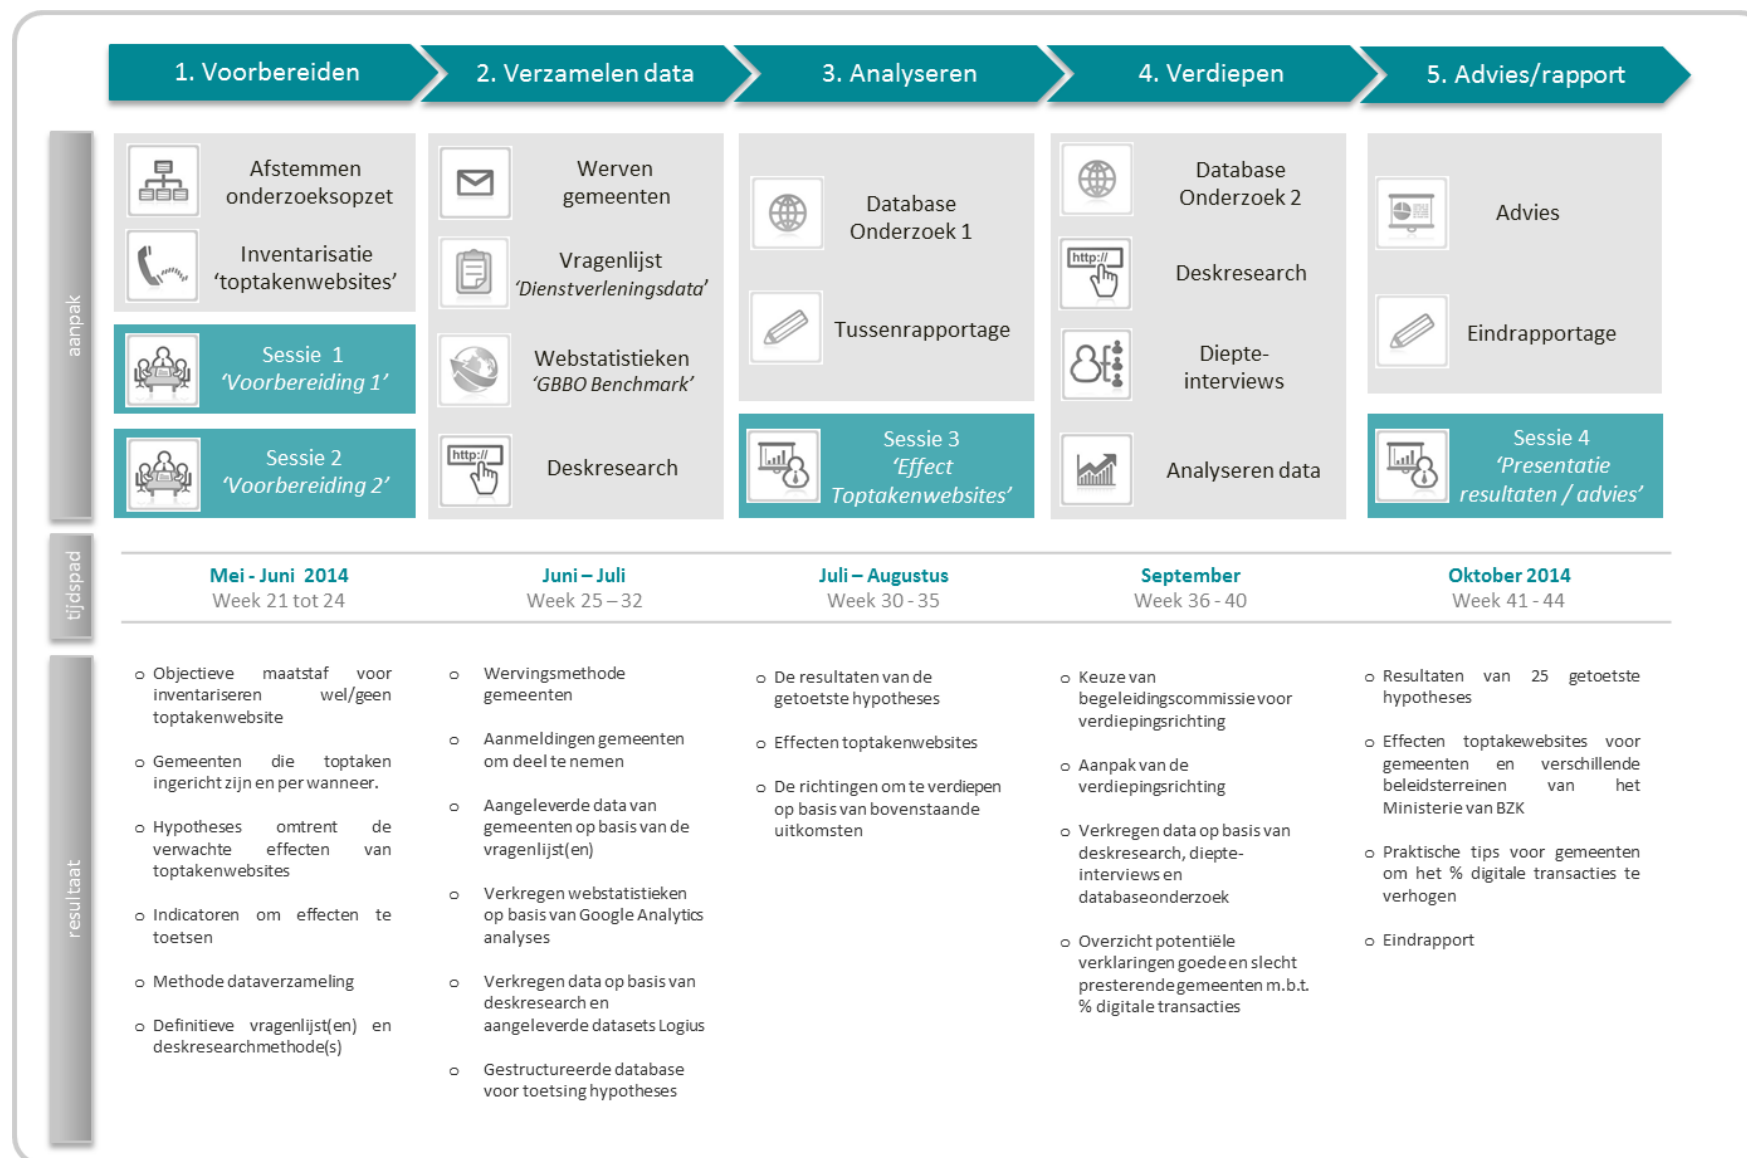 1. Voorbereiden
2. Verzamelen data
3. Analyseren
4. Verdiepen
5. Advies/rapport
aanpak
Afstemmen
onderzoeksopzet
Inventarisatie
‘toptakenwebsites’
Sessie 1
‘Voorbereiding 1’
Sessie 2
‘Voorbereiding 2’
Werven
gemeenten
Vragenlijst
‘Dienstverleningsdata’
Webstatistieken
‘GBBO Benchmark’
http://
Deskresearch
Database
Onderzoek 1
Tussenrapportage
Sessie 3
‘Effect
Toptakenwebsites’
Database
Onderzoek 2
http://
Deskresearch
Diepte-
interviews
Analyseren data
Advies
Eindrapportage
Sessie 4
‘Presentatie
resultaten / advies’
tijdspad
Mei - Juni 2014
Week 21 tot 24
Juni – Juli
Week 25 – 32
Juli – Augustus
Week 30 - 35
September
Week 36 - 40
Oktober 2014
Week 41 - 44
resultaat
o Objectieve maatstaf voor
inventariseren wel/geen
toptakenwebsite
o Gemeenten die toptaken
ingericht zijn en per wanneer.
o Hypotheses omtrent de
verwachte effecten van
toptakenwebsites
o Indicatoren om effecten te
toetsen
o Methode dataverzameling
o Definitieve vragenlijst(en) en
deskresearchmethode(s)
o Wervingsmethode
gemeenten
o Aanmeldingen gemeenten
om deel te nemen
o Aangeleverde data van
gemeenten op basis van de
vragenlijst(en)
o Verkregen webstatistieken
op basis van Google Analytics
analyses
o Verkregen data op basis van
deskresearch en
aangeleverde datasets Logius
o Gestructureerde database
voor toetsing hypotheses
o De resultaten van de
getoetste hypotheses
o Effecten toptakenwebsites
o De richtingen om te verdiepen
op basis van bovenstaande
uitkomsten
o Keuze van
begeleidingscommissie voor
verdiepingsrichting
o Aanpak van de
verdiepingsrichting
o Verkregen data op basis van
deskresearch, diepte-
interviews en
databaseonderzoek
o Overzicht potentiële
verklaringen goede en slecht
presterende gemeenten m.b.t.
% digitale transacties
o Resultaten van 25 getoetste
hypotheses
o Effecten toptakewebsites voor
gemeenten en verschillende
beleidsterreinen van het
Ministerie van BZK
o Praktische tips voor gemeenten
om het % digitale transacties te
verhogen
o Eindrapport